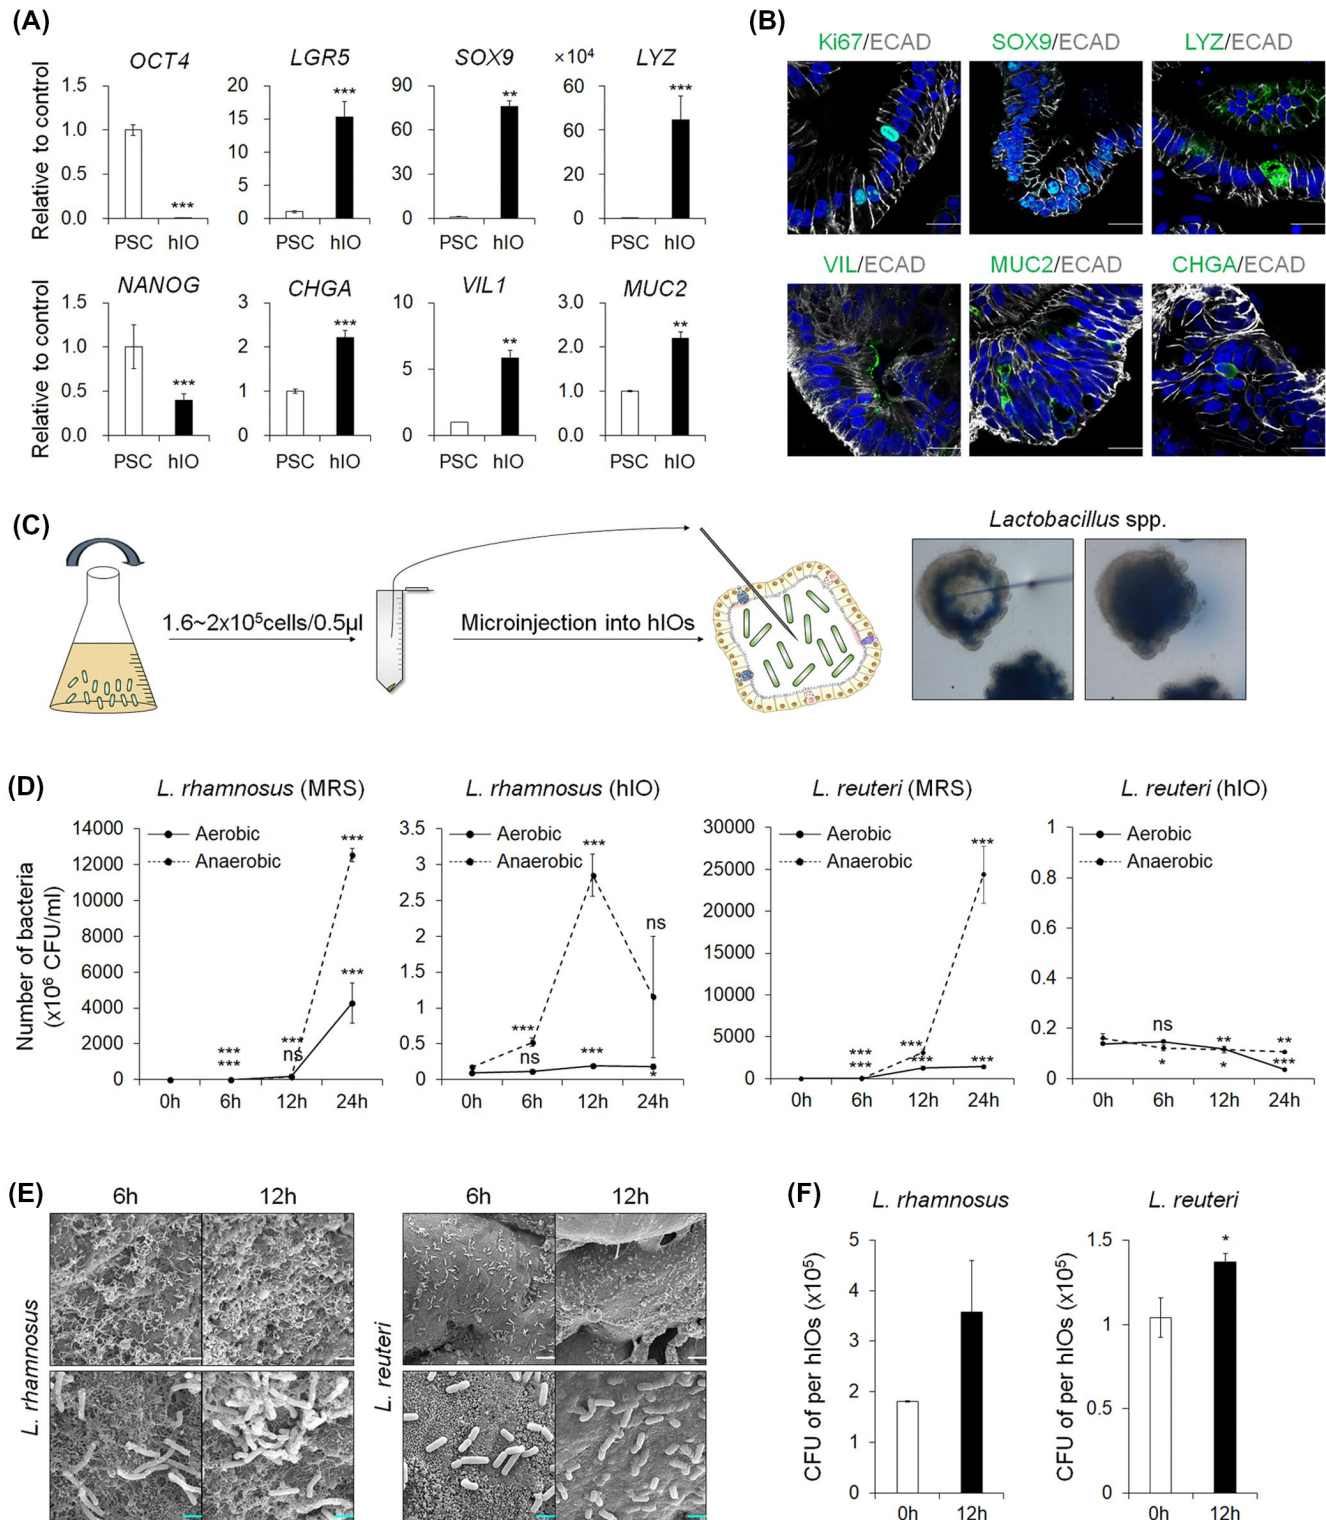 (A)
OCT4
LGR5
SOX9
×10⁴
LYZ
Relative to control
1.5
1.0
0.5
0.0
***
PSC hIO
20
15
10
5
0
***
PSC hIO
90
60
30
0
**
PSC hIO
60
60
20
0
***
PSC hIO
NANOG
CHGA
VIL1
MUC2
Relative to control
1.5
1.0
0.5
0.0
***
PSC hIO
3
2
1
0
***
PSC hIO
10
5
0
**
PSC hIO
3.0
2.0
1.0
0.0
**
PSC hIO
(B)
Ki67/ECAD
SOX9/ECAD
LYZ/ECAD
VIL/ECAD
MUC2/ECAD
CHGA/ECAD
(C)
1.6~2x10⁵cells/0.5µl
Microinjection into hIOs
Lactobacillus spp.
(D)
L. rhamnosus (MRS)
Number of bacteria
(x10⁶ CFU/ml)
14000
12000
10000
8000
6000
4000
2000
0
Aerobic
Anaerobic
***
***
***
ns
***
***
0h 6h 12h 24h
L. rhamnosus (hIO)
3.5
3
2.5
2
1.5
1
0.5
0
Aerobic
Anaerobic
***
ns
***
ns
***
*
0h 6h 12h 24h
L. reuteri (MRS)
30000
25000
20000
15000
10000
5000
0
Aerobic
Anaerobic
***
***
***
***
***
***
0h 6h 12h 24h
L. reuteri (hIO)
1
0.8
0.6
0.4
0.2
0
Aerobic
Anaerobic
ns
*
**
*
**
***
0h 6h 12h 24h
(E)
6h 12h
L. rhamnosus
6h 12h
L. reuteri
(F)
L. rhamnosus
CFU of per hIOs (x10⁵)
5
4
3
2
1
0
0h 12h
L. reuteri
CFU of per hIOs (x10⁵)
1.5
1
0.5
0
*
0h 12h